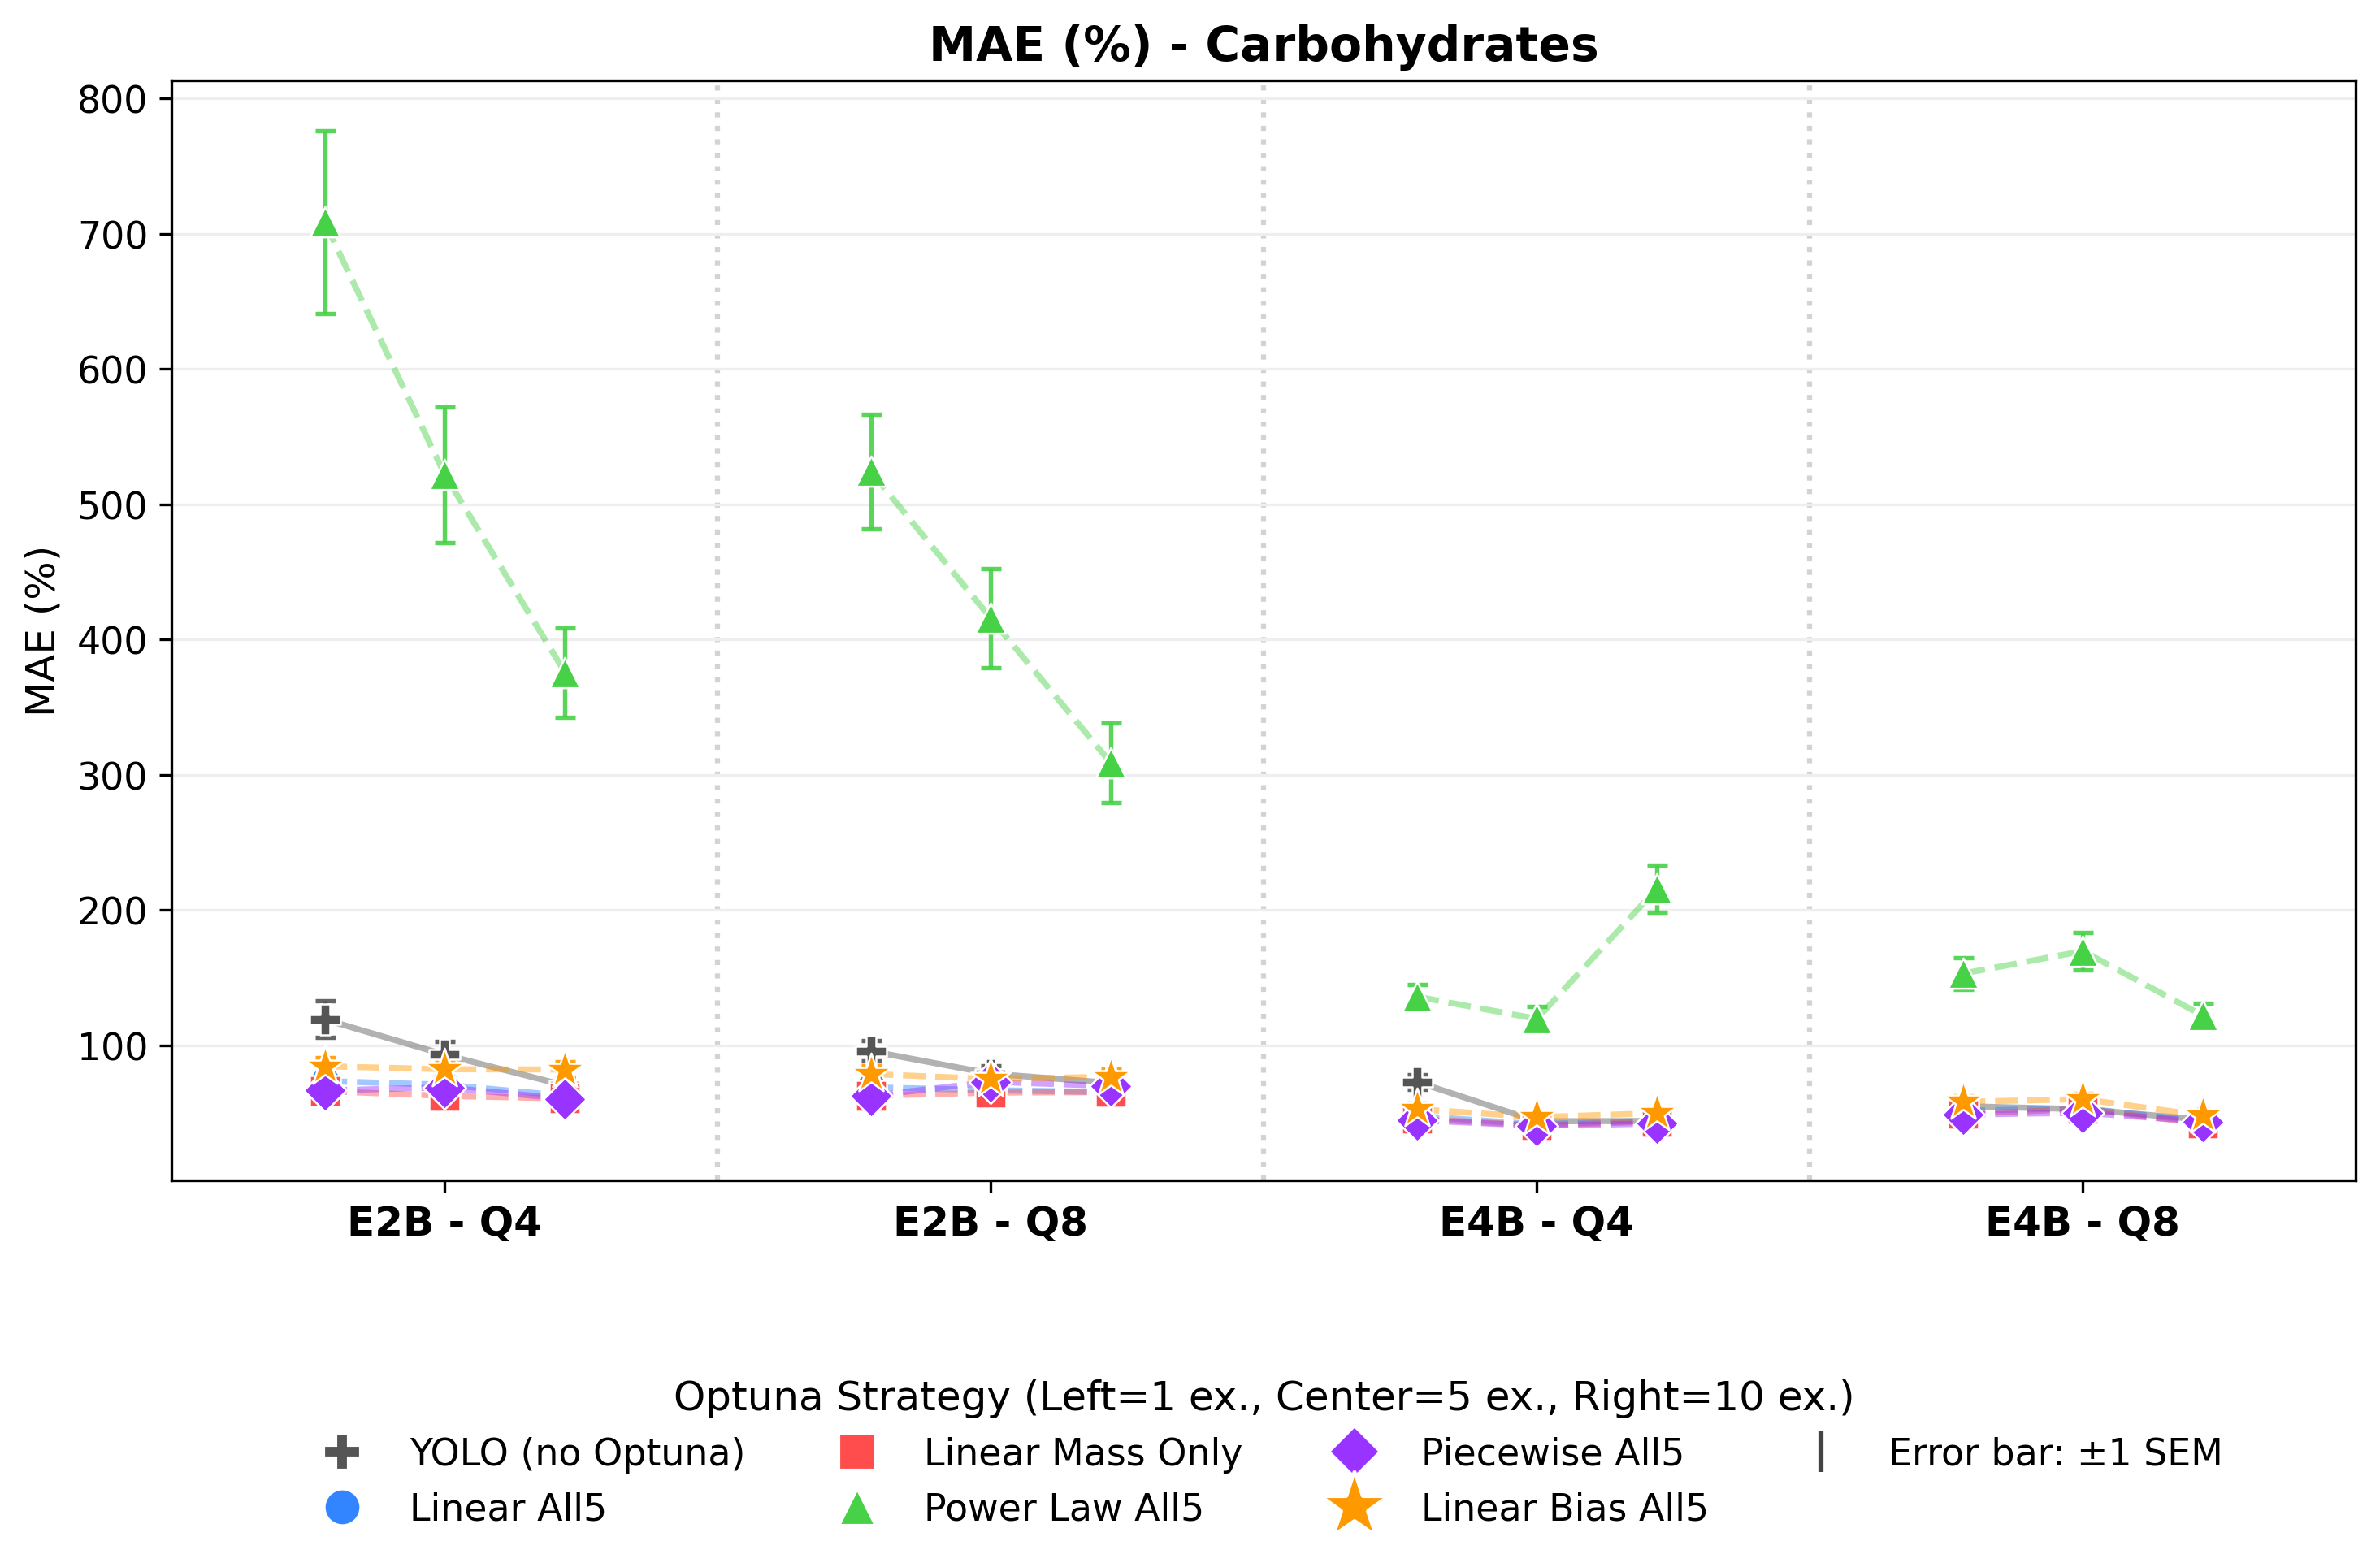 MAE (%) - Carbohydrates
MAE (%)
800
700
600
500
400
300
200
100
E2B - Q4
E2B - Q8
E4B - Q4
E4B - Q8
Optuna Strategy (Left=1 ex., Center=5 ex., Right=10 ex.)
YOLO (no Optuna)
Linear Mass Only
Piecewise All5
Error bar: ±1 SEM
Linear All5
Power Law All5
Linear Bias All5